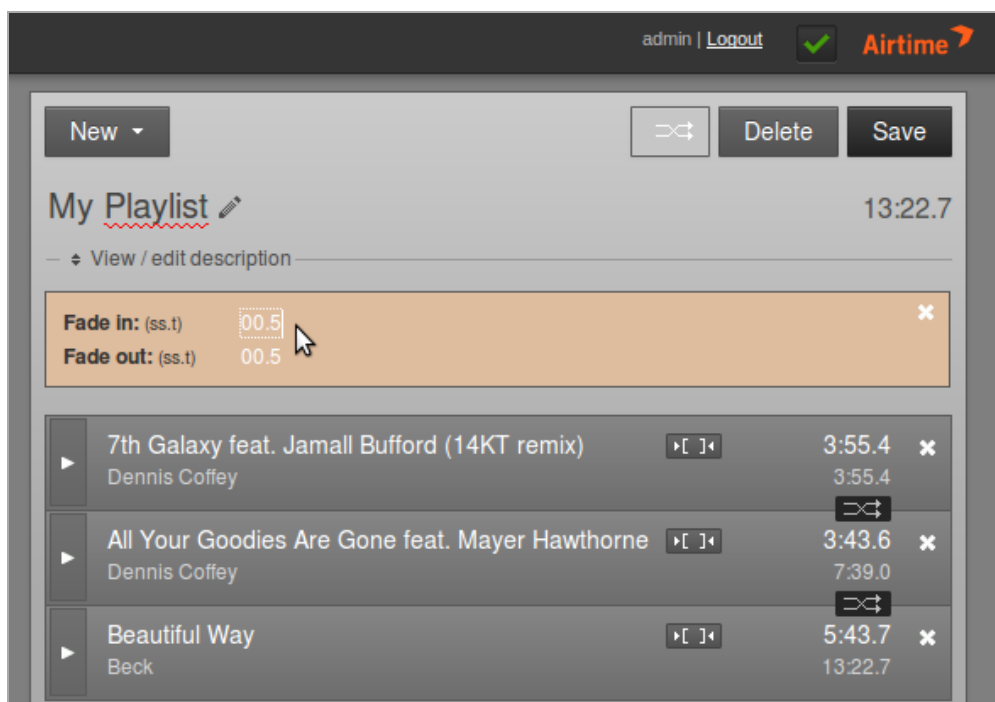 admin | Logout
Airtime
New
Delete
Save
My Playlist
13:22.7
View / edit description
Fade in: (ss.t) 00.5
Fade out: (ss.t) 00.5
7th Galaxy feat. Jamall Bufford (14KT remix) 3:55.4
Dennis Coffey 3:55.4
All Your Goodies Are Gone feat. Mayer Hawthorne 3:43.6
Dennis Coffey 7:39.0
Beautiful Way 5:43.7
Beck 13:22.7